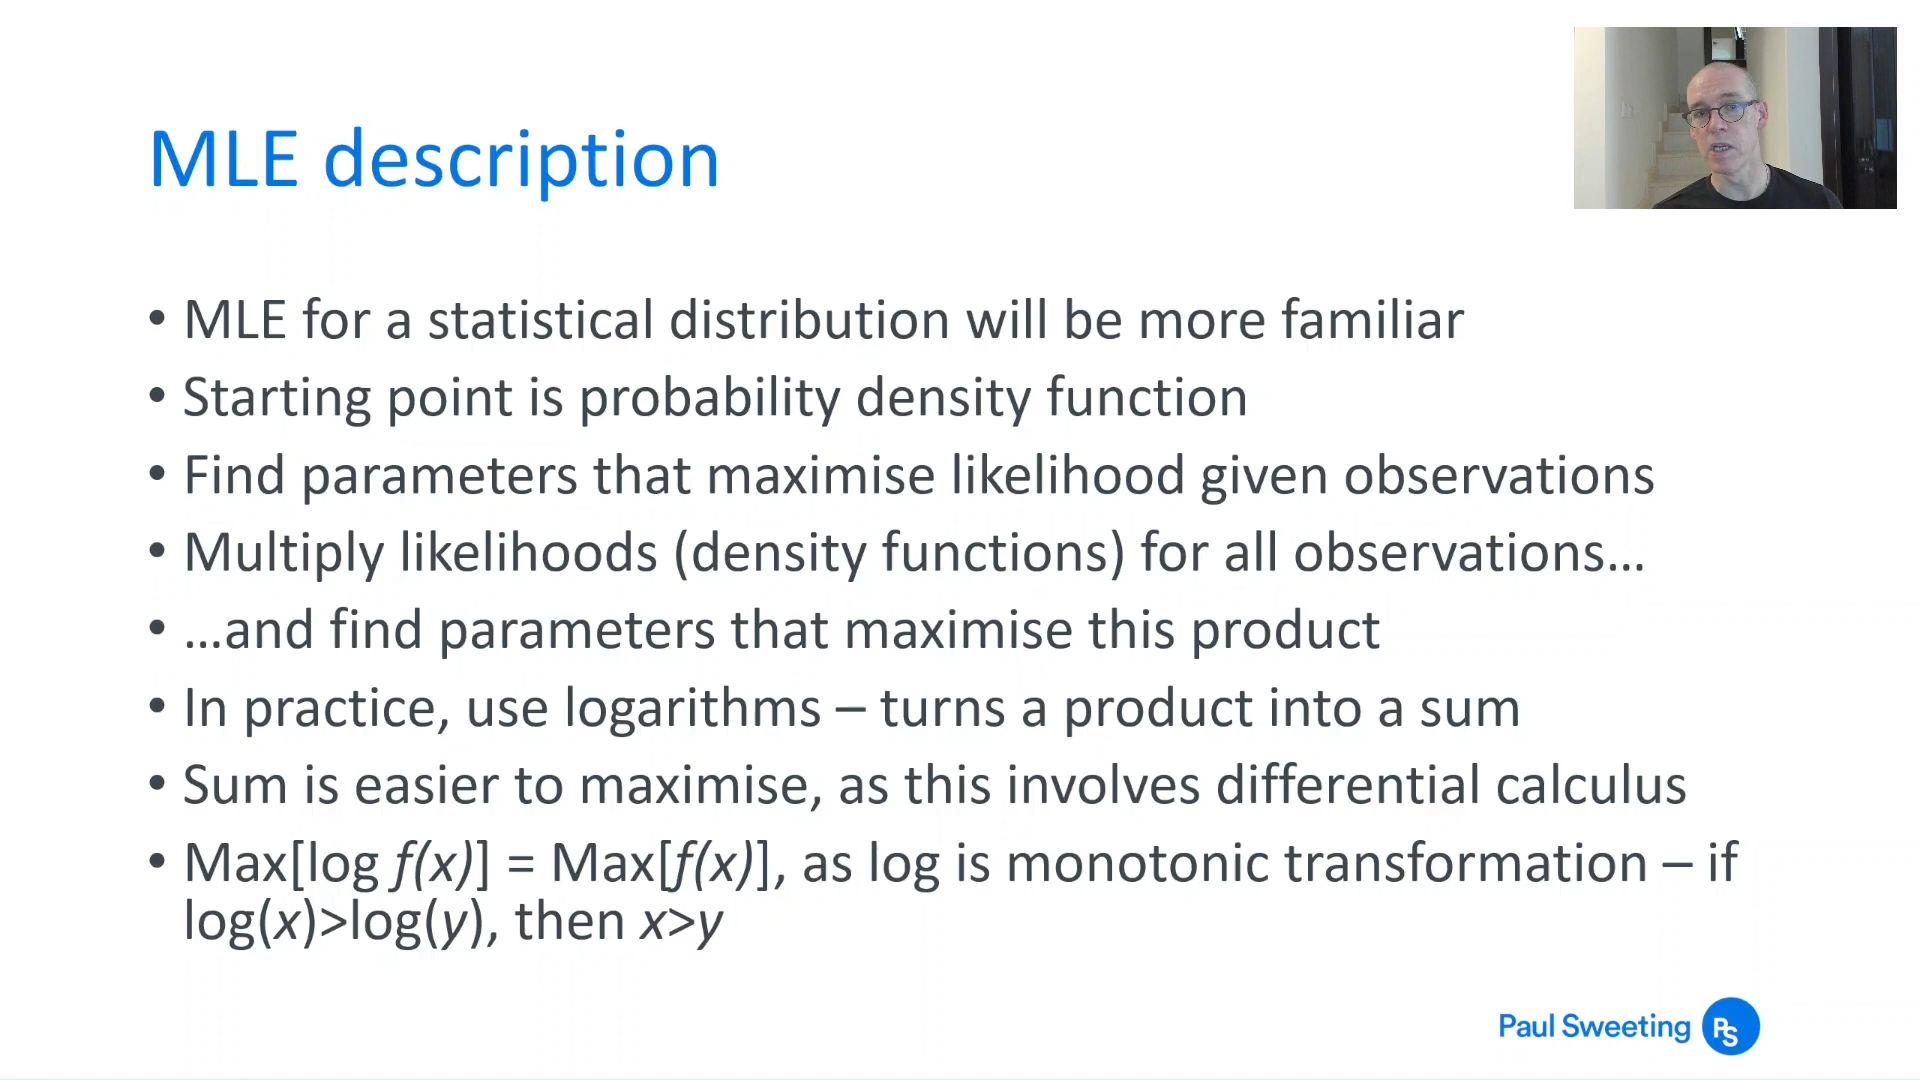 MLE description
• MLE for a statistical distribution will be more familiar
• Starting point is probability density function
• Find parameters that maximise likelihood given observations
• Multiply likelihoods (density functions) for all observations…
• …and find parameters that maximise this product
• In practice, use logarithms – turns a product into a sum
• Sum is easier to maximise, as this involves differential calculus
• Max[log f(x)] = Max[f(x)], as log is monotonic transformation – if
log(x)>log(y), then x>y
Paul Sweeting PS